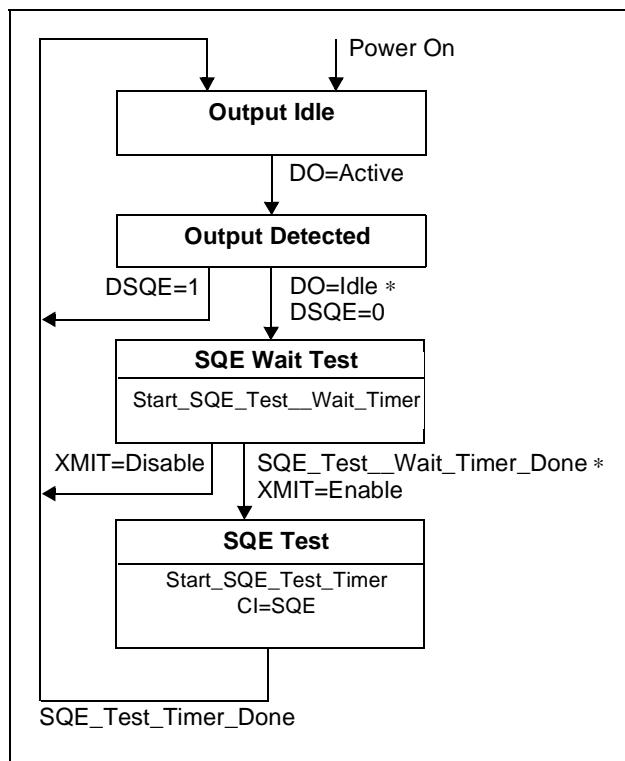 Power On
Output Idle
DO=Active
Output Detected
DSQE=1
DO=Idle *
DSQE=0
SQE Wait Test
Start_SQE_Test__Wait_Timer
XMIT=Disable
SQE_Test__Wait_Timer_Done *
XMIT=Enable
SQE Test
Start_SQE_Test_Timer
CI=SQE
SQE_Test_Timer_Done